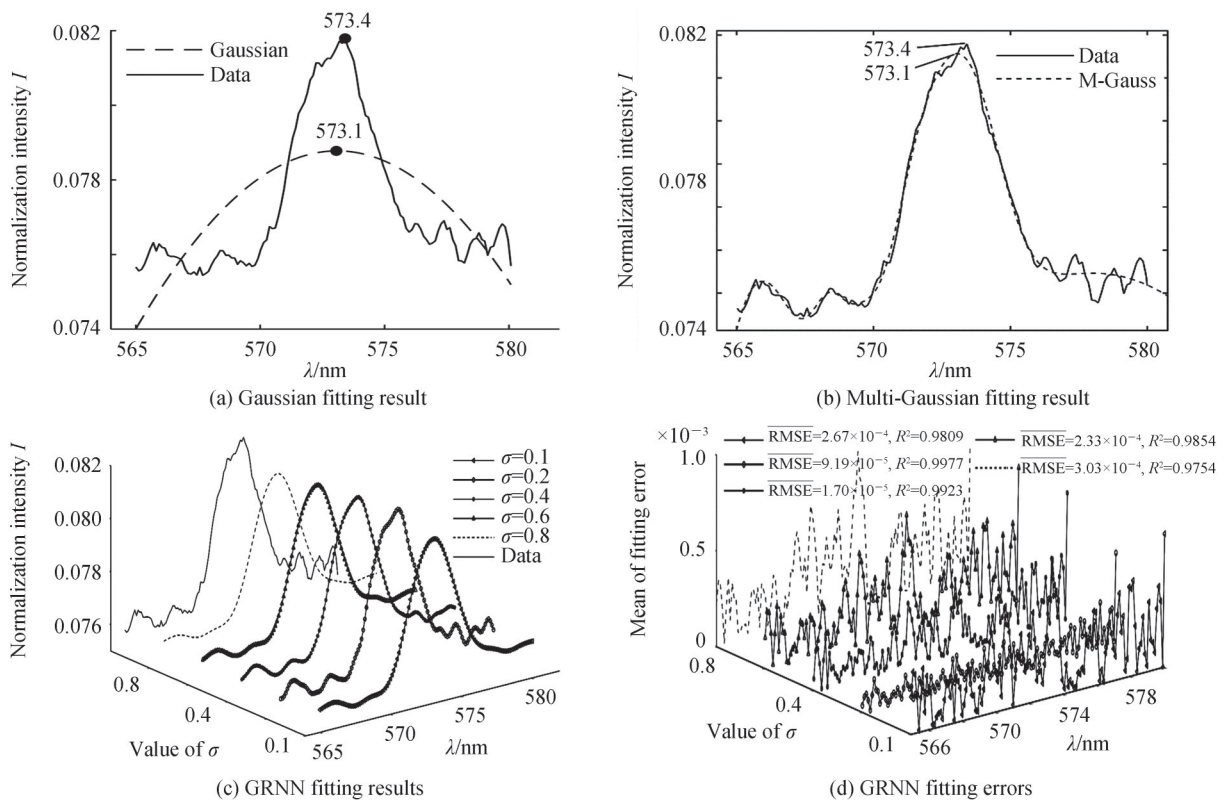 0.082
573.4
Gaussian
Data
573.1
0.078
0.074
Normalization intensity I
565
570
575
580
λ/nm
(a) Gaussian fitting result
0.082
573.4
573.1
Data
M-Gauss
0.078
0.074
Normalization intensity I
565
570
575
580
λ/nm
(b) Multi-Gaussian fitting result
0.082
0.080
0.078
0.076
Normalization intensity I
σ=0.1
σ=0.2
σ=0.4
σ=0.6
σ=0.8
Data
0.8
0.4
0.1
Value of σ
565
570
575
580
λ/nm
(c) GRNN fitting results
×10⁻³
1.0
0.5
0
Mean of fitting error
RMSE=2.67×10⁻⁴, R²=0.9809
RMSE=9.19×10⁻⁵, R²=0.9977
RMSE=1.70×10⁻⁵, R²=0.9923
RMSE=2.33×10⁻⁴, R²=0.9854
RMSE=3.03×10⁻⁴, R²=0.9754
0.8
0.4
0.1
Value of σ
566
570
574
578
λ/nm
(d) GRNN fitting errors